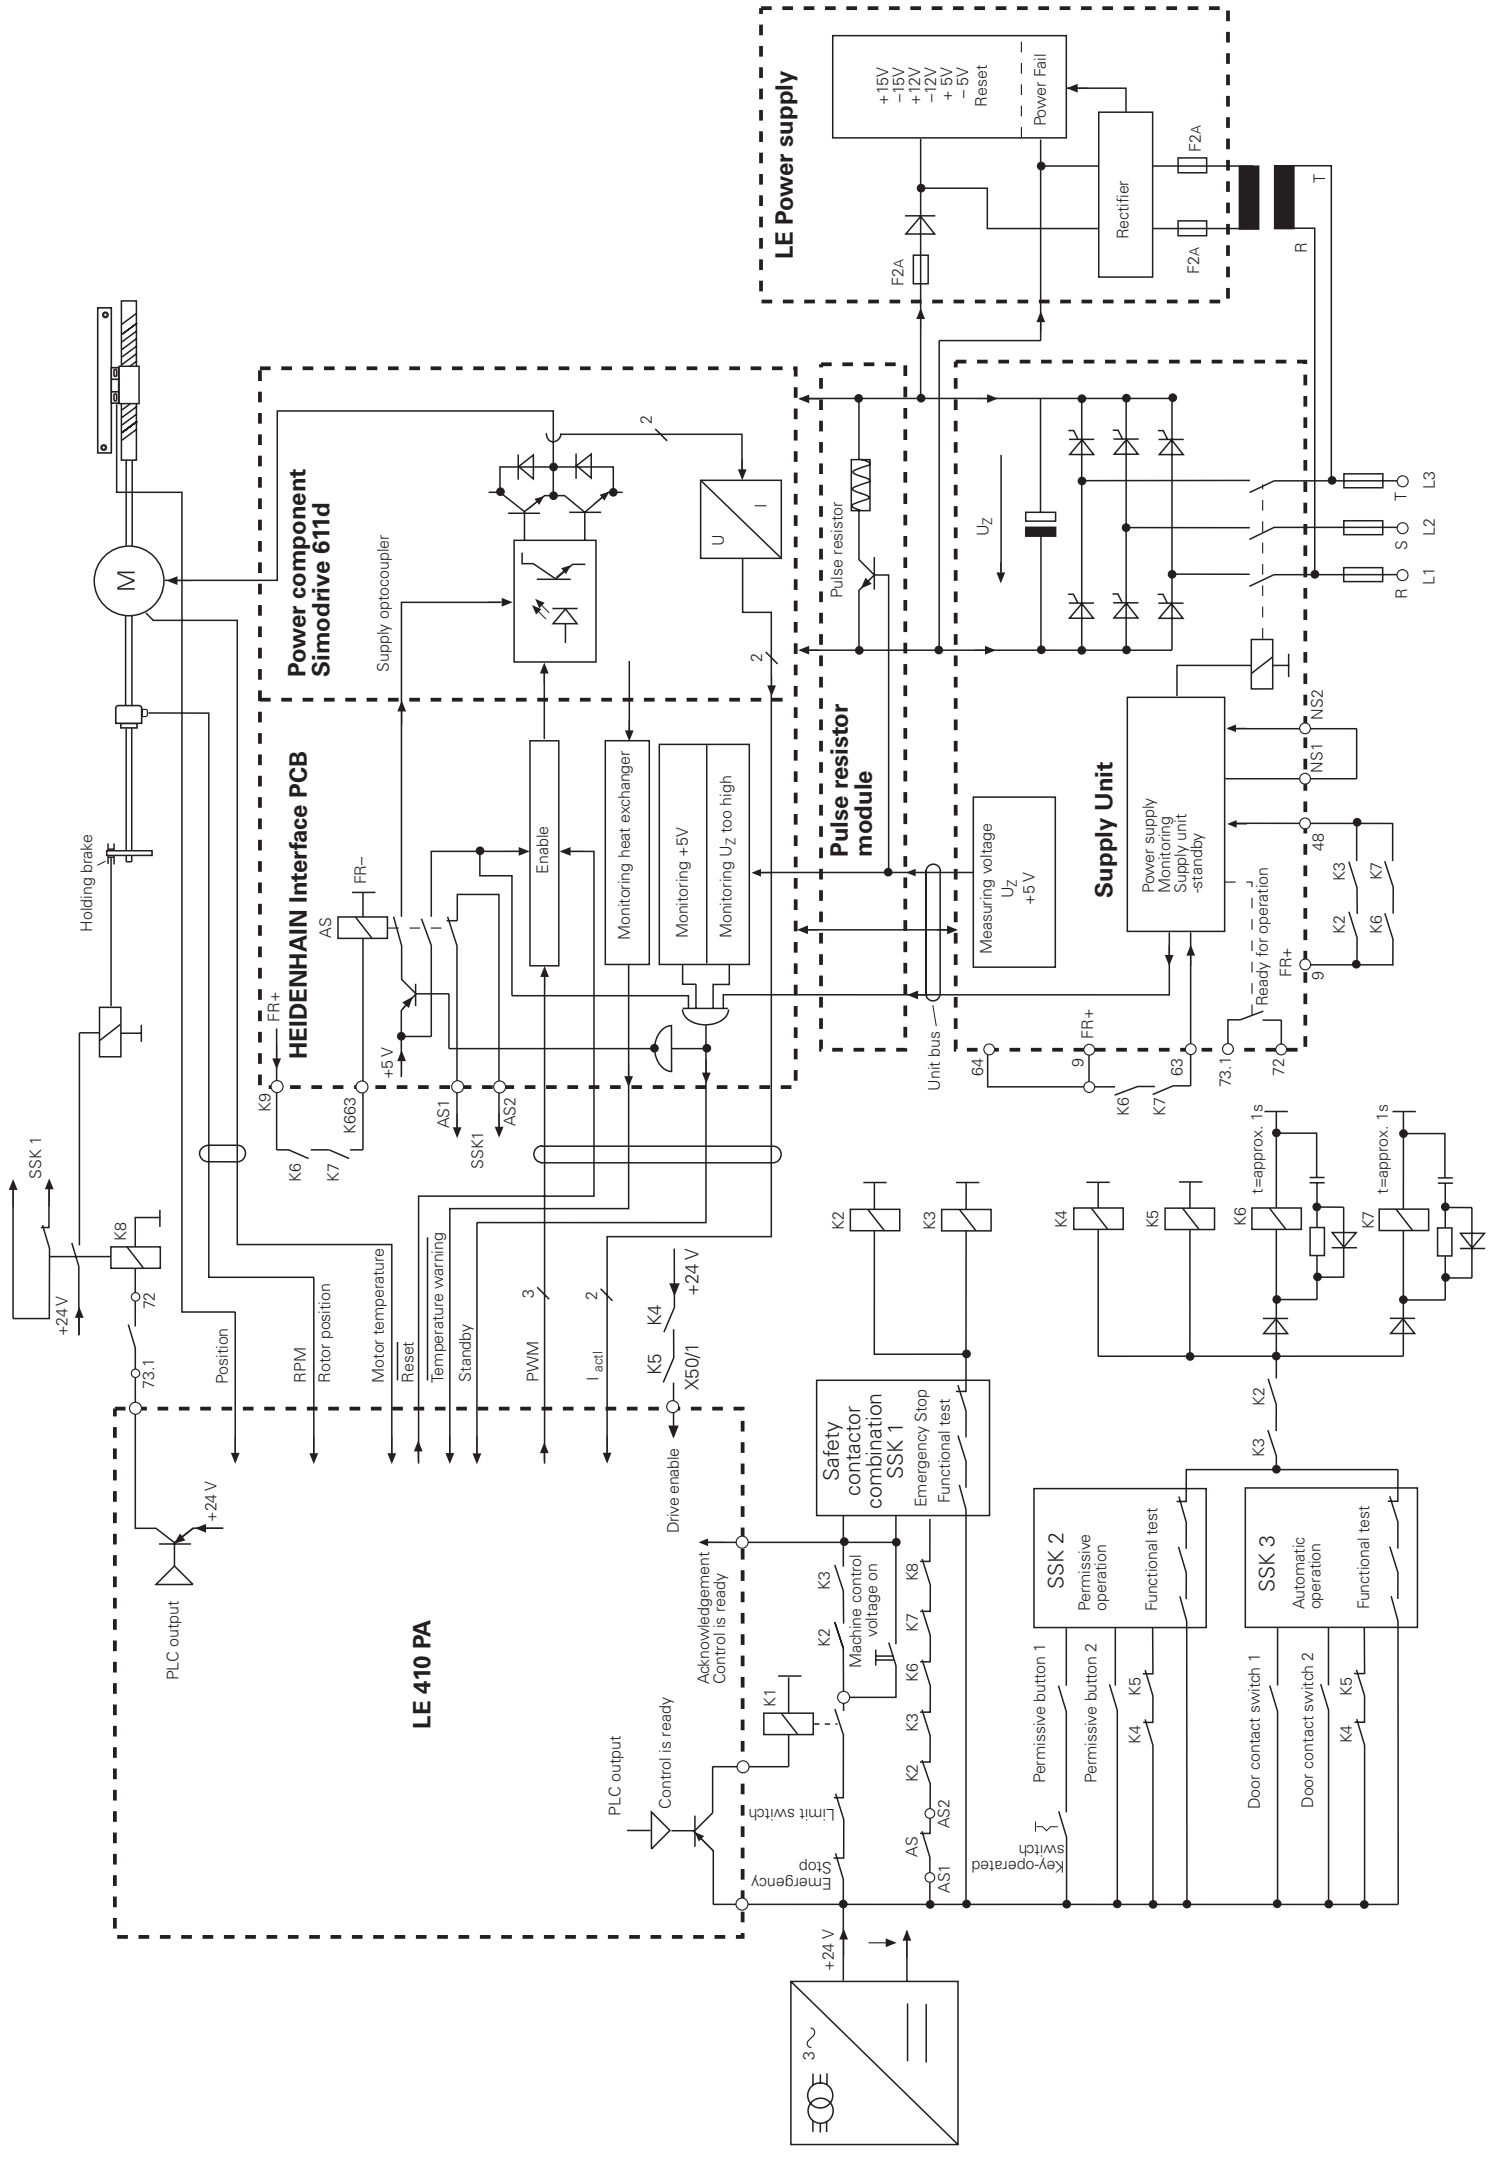 LE Power supply
+15V
–15V
+12V
–12V
+ 5V
– 5V
Reset
Power Fail
F2A
Rectifier
F2A
F2A
R
T
M
Holding brake
Power component
Simodrive 611d
Supply optocoupler
2
U
I
2
HEIDENHAIN Interface PCB
FR+
AS
FR–
+5V
Enable
Monitoring heat exchanger
Monitoring +5V
Monitoring UZ too high
K9
K663
AS1
AS2
SSK1
K6
K7
Pulse resistor
module
Pulse resistor
Unit bus
Supply Unit
UZ
Measuring voltage
UZ
+5 V
Power supply
Monitoring
Supply unit
-standby
Ready for operation
FR+
FR+
64
9
63
73.1
72
K6
K7
9
48
NS1
NS2
K2
K3
K6
K7
R
S
T
L1
L2
L3
SSK 1
+24 V
K8
72
73.1
Position
RPM
Rotor position
Motor temperature
Reset
Temperature warning
Standby
PWM
3
I actl
2
K5
K4
X50/1
+24 V
Drive enable
LE 410 PA
PLC output
+24 V
PLC output
Control is ready
Acknowledgement
Control is ready
K1
Emergency
Stop
Limit switch
K2
K3
Machine control
voltage on
AS1
AS
AS2
K2
K3
K6
K7
K8
Safety
contactor
combination
SSK 1
Emergency Stop
Functional test
K2
K3
K4
K5
K6
t=approx. 1s
K7
t=approx. 1s
K3
K2
SSK 2
Permissive
operation
Functional test
Key-operated
switch
Permissive button 1
Permissive button 2
K4
K5
SSK 3
Automatic
operation
Functional test
Door contact switch 1
Door contact switch 2
K4
K5
+24 V
3 ~